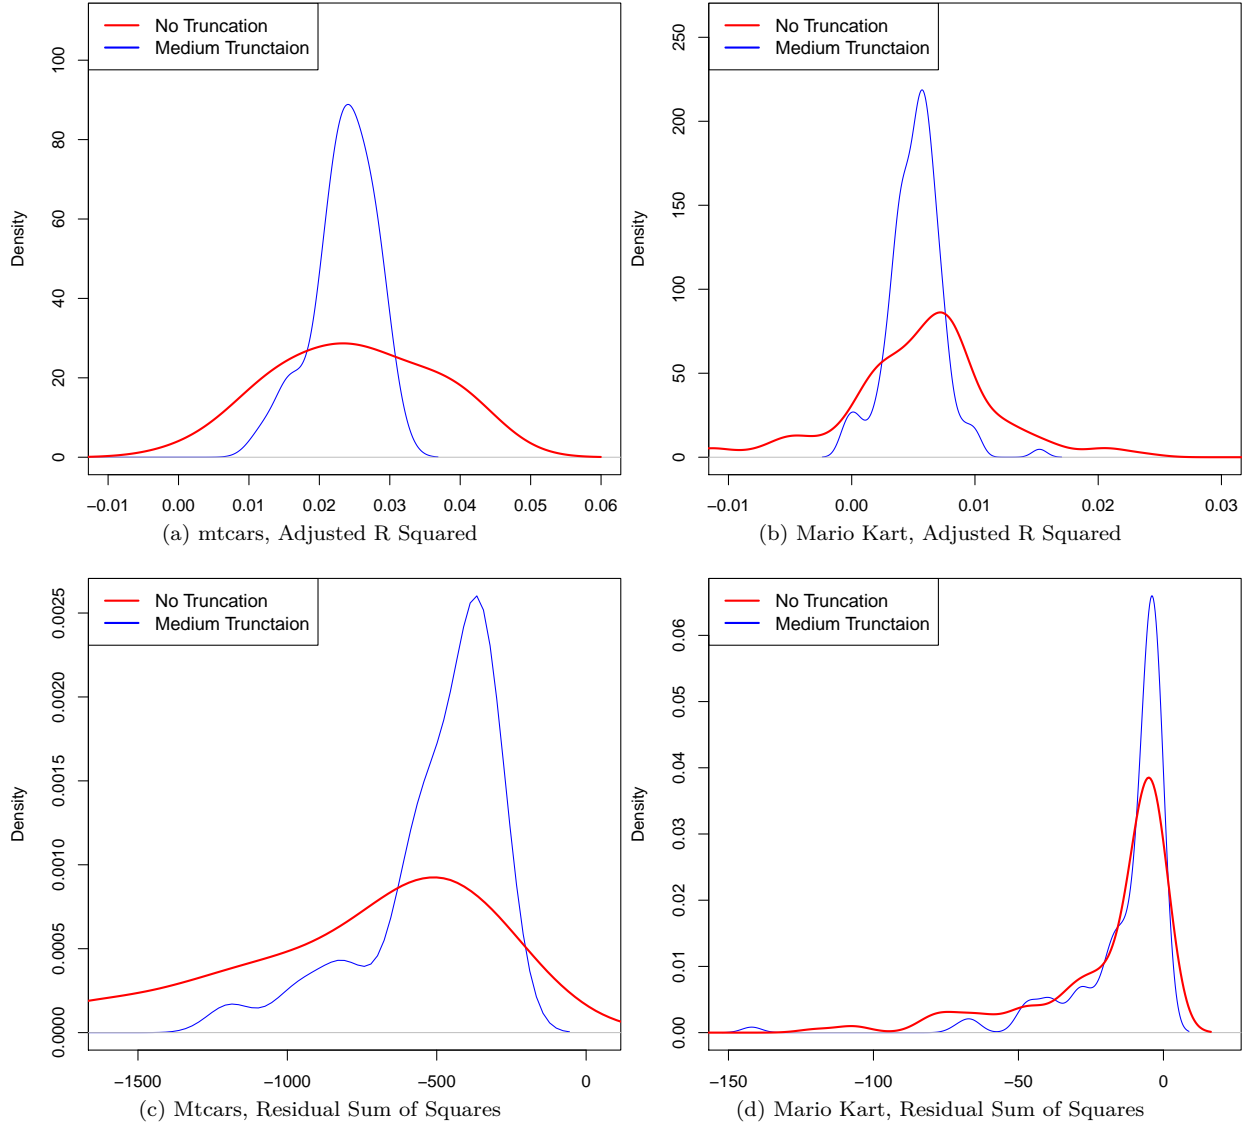 No Truncation
Medium Trunctaion
Density
0
20
40
60
80
100
−0.01 0.00 0.01 0.02 0.03 0.04 0.05 0.06
(a) mtcars, Adjusted R Squared
No Truncation
Medium Trunctaion
Density
0
50
100
150
200
250
−0.01 0.00 0.01 0.02 0.03
(b) Mario Kart, Adjusted R Squared
No Truncation
Medium Trunctaion
Density
0.0000
0.0005
0.0010
0.0015
0.0020
0.0025
−1500 −1000 −500 0
(c) Mtcars, Residual Sum of Squares
No Truncation
Medium Trunctaion
Density
0.00
0.01
0.02
0.03
0.04
0.05
0.06
−150 −100 −50 0
(d) Mario Kart, Residual Sum of Squares